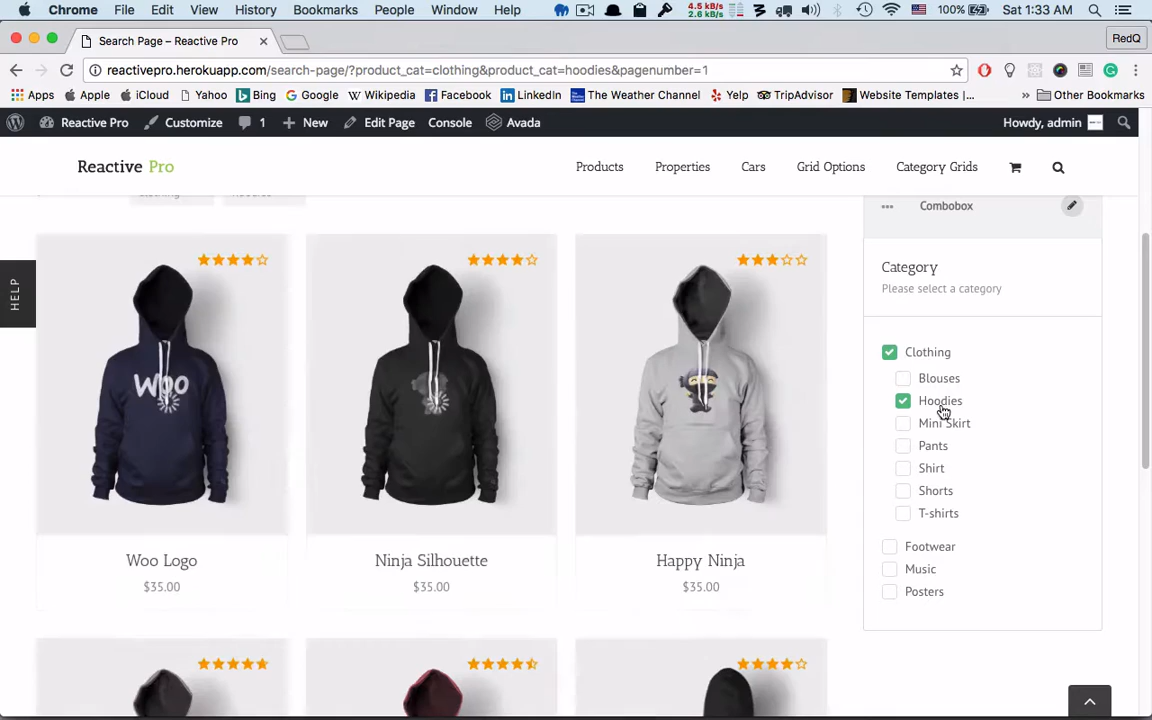 Chrome File Edit View History Bookmarks People Window Help
4.5 kB/s
2.6 kB/s
100% Sat 1:33 AM
Search Page – Reactive Pro
RedQ
reactivepro.herokuapp.com/search-page/?product_cat=clothing&product_cat=hoodies&pagenumber=1
Apps Apple iCloud Yahoo Bing Google Wikipedia Facebook LinkedIn The Weather Channel Yelp TripAdvisor Website Templates |... » Other Bookmarks
Reactive Pro Customize 1 New Edit Page Console Avada Howdy, admin
Reactive Pro
Products Properties Cars Grid Options Category Grids
Combobox
HELP
Category
Please select a category
Clothing
Blouses
Hoodies
Mini Skirt
Pants
Shirt
Shorts
T-shirts
Footwear
Music
Posters
WOO
Woo Logo Ninja Silhouette Happy Ninja
$35.00 $35.00 $35.00